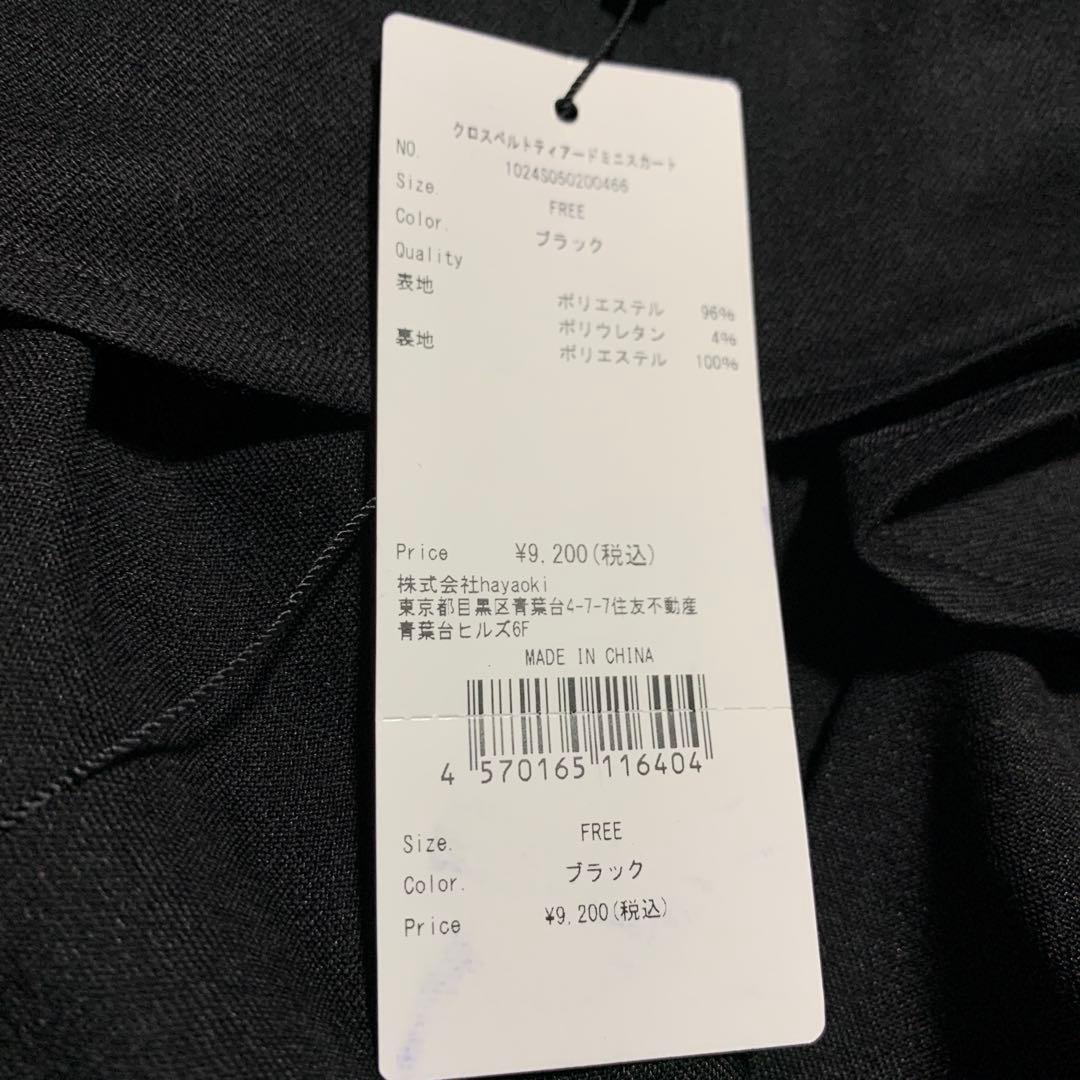 クロスベルトティアードミニスカート
NO. 1024S050200466
Size. FREE
Color. ブラック
Quality
表地
ポリエステル 96%
ポリウレタン 4%
裏地 ポリエステル 100%
Price ¥9,200(税込)
株式会社hayaoki
東京都目黒区青葉台4-7-7住友不動産
青葉台ヒルズ6F
MADE IN CHINA
4 570165 116404
Size. FREE
Color. ブラック
Price ¥9,200(税込)